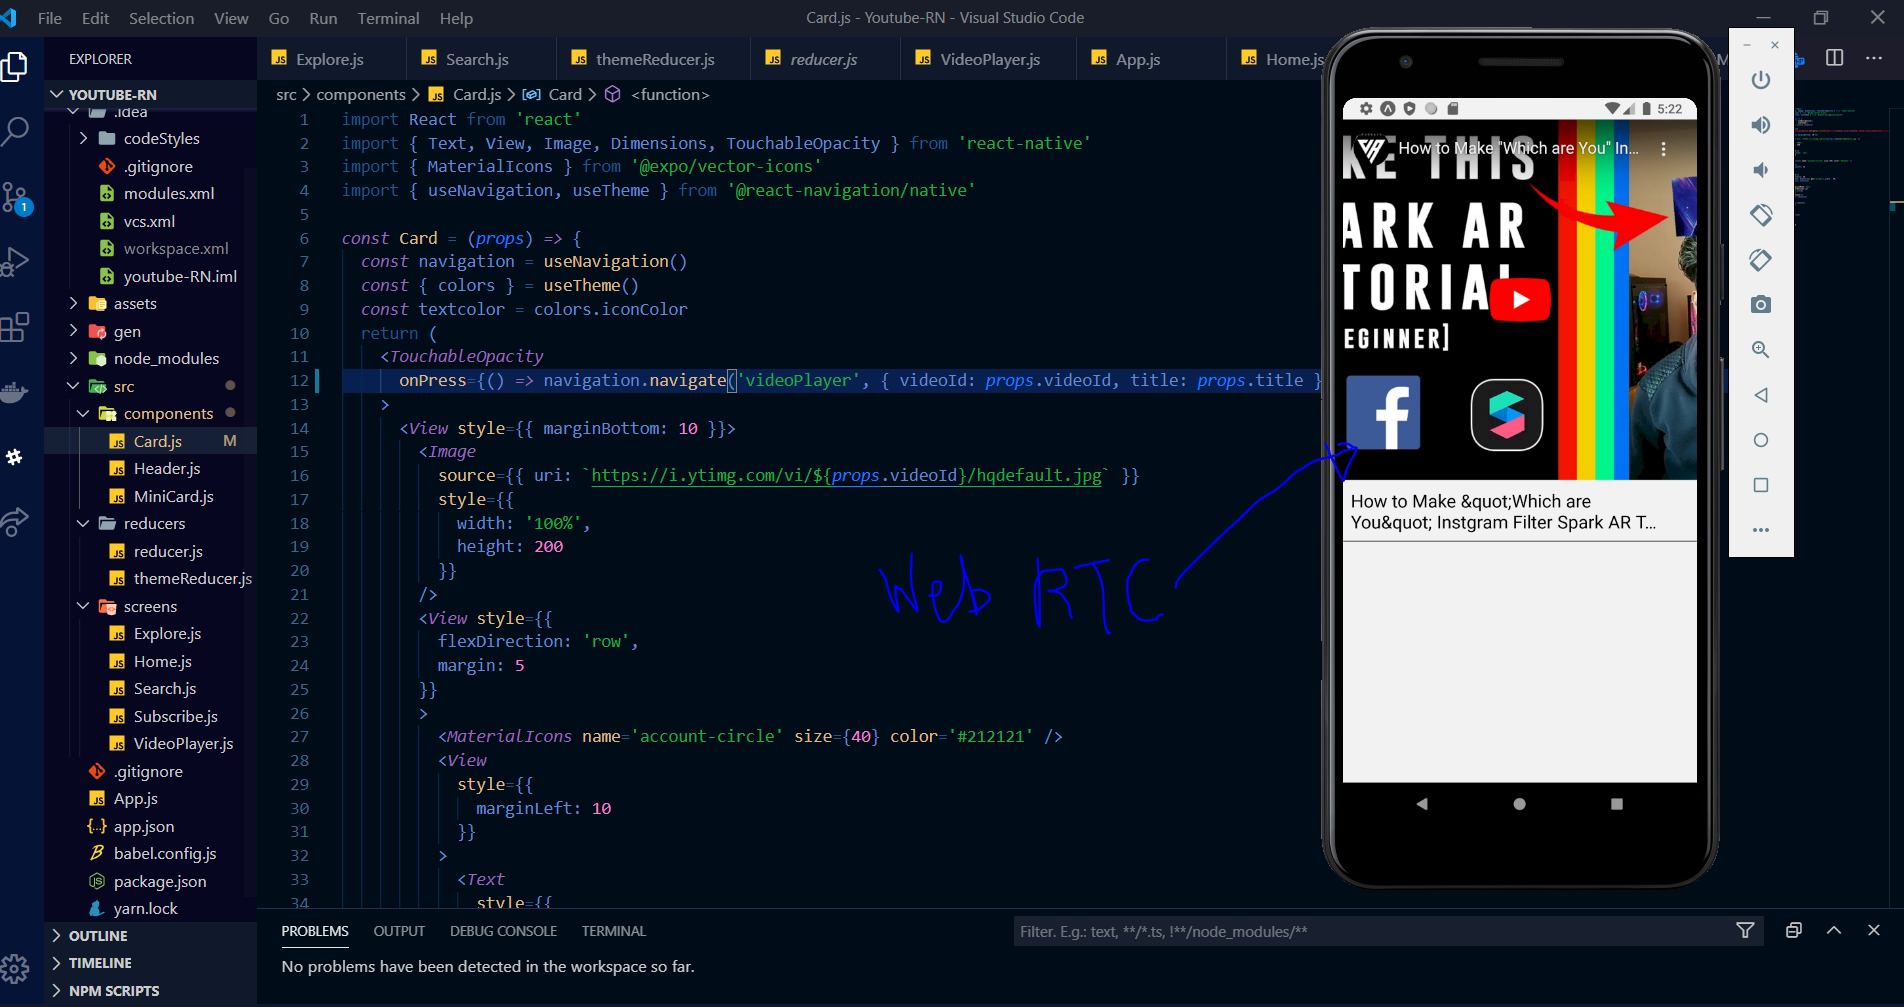 File Edit Selection View Go Run Terminal Help
Card.js - Youtube-RN - Visual Studio Code
EXPLORER
YOUTUBE-RN
.idea
codeStyles
.gitignore
modules.xml
vcs.xml
workspace.xml
youtube-RN.iml
assets
gen
node_modules
src
components
Card.js M
Header.js
MiniCard.js
reducers
reducer.js
themeReducer.js
screens
Explore.js
Home.js
Search.js
Subscribe.js
VideoPlayer.js
.gitignore
App.js
app.json
babel.config.js
package.json
yarn.lock
OUTLINE
TIMELINE
NPM SCRIPTS
1
Explore.js Search.js themeReducer.js reducer.js VideoPlayer.js App.js Home.js
src > components > Card.js > Card > <function>
1 import React from 'react'
2 import { Text, View, Image, Dimensions, TouchableOpacity } from 'react-native'
3 import { MaterialIcons } from '@expo/vector-icons'
4 import { useNavigation, useTheme } from '@react-navigation/native'
5
6 const Card = (props) => {
7 const navigation = useNavigation()
8 const { colors } = useTheme()
9 const textcolor = colors.iconColor
10 return (
11 <TouchableOpacity
12 onPress={() => navigation.navigate('videoPlayer', { videoId: props.videoId, title: props.title }
13 >
14 <View style={{ marginBottom: 10 }}>
15 <Image
16 source={{ uri: `https://i.ytimg.com/vi/${props.videoId}/hqdefault.jpg` }}
17 style={{
18 width: '100%',
19 height: 200
20 }}
21 />
22 <View style={{
23 flexDirection: 'row',
24 margin: 5
25 }}
26 >
27 <MaterialIcons name='account-circle' size={40} color='#212121' />
28 <View
29 style={{
30 marginLeft: 10
31 }}
32 >
33 <Text
34 style={{
Web RTC
5:22
KE THIS
How to Make "Which are You" In...
ARK AR
TORIAL
EGINNER]
f
How to Make &quot;Which are
You&quot; Instgram Filter Spark AR T...
PROBLEMS OUTPUT DEBUG CONSOLE TERMINAL
Filter. E.g.: text, **/*.ts, !**/node_modules/**
No problems have been detected in the workspace so far.